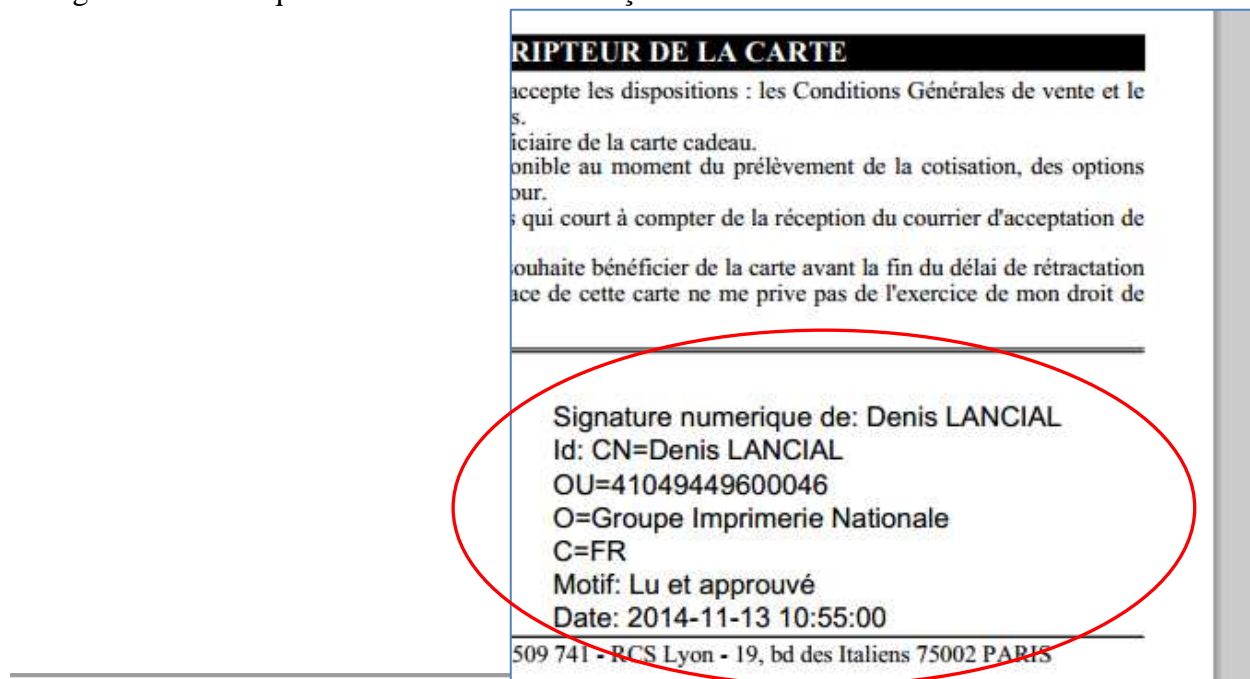 RIPTEUR DE LA CARTE
accepte les dispositions : les Conditions Générales de vente et le
s.
iciaire de la carte cadeau.
onible au moment du prélèvement de la cotisation, des options
our.
s qui court à compter de la réception du courrier d'acceptation de
souhaite bénéficier de la carte avant la fin du délai de rétractation
ace de cette carte ne me prive pas de l'exercice de mon droit de
Signature numerique de: Denis LANCIAL
Id: CN=Denis LANCIAL
OU=41049449600046
O=Groupe Imprimerie Nationale
C=FR
Motif: Lu et approuvé
Date: 2014-11-13 10:55:00
509 741 - RCS Lyon - 19, bd des Italiens 75002 PARIS